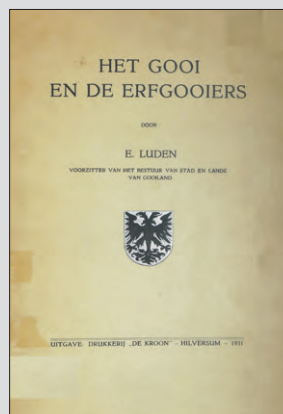 HET GOOI
EN DE ERFGOOIERS
DOOR
E. LUDEN
VOORZITTER VAN HET BESTUUR VAN STAD EN LANDE
VAN GOOILAND
UITGAVE: DRUKKERIJ „DE KROON" - HILVERSUM - 1931